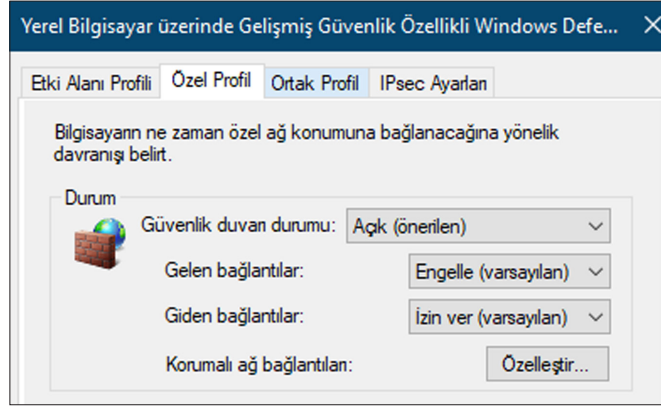 Yerel Bilgisayar üzerinde Gelişmiş Güvenlik Özellikli Windows Defe...
Etki Alanı Profili Özel Profil Ortak Profil IPsec Ayarları
Bilgisayarın ne zaman özel ağ konumuna bağlanacağına yönelik
davranışı belirt.
Durum
Güvenlik duvarı durumu: Açık (önerilen)
Gelen bağlantılar: Engelle (varsayılan)
Giden bağlantılar: İzin ver (varsayılan)
Korumalı ağ bağlantıları: Özelleştir...